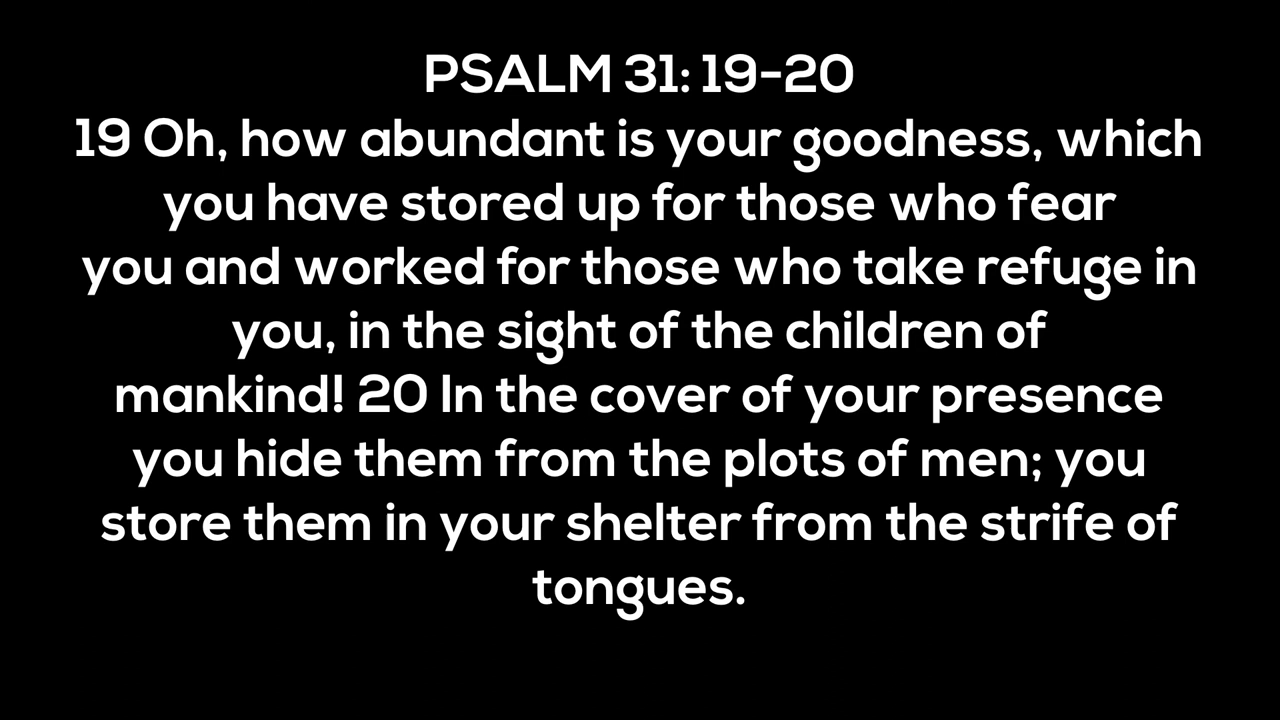 PSALM 31: 19-20
19 Oh, how abundant is your goodness, which
you have stored up for those who fear
you and worked for those who take refuge in
you, in the sight of the children of
mankind! 20 In the cover of your presence
you hide them from the plots of men; you
store them in your shelter from the strife of
tongues.